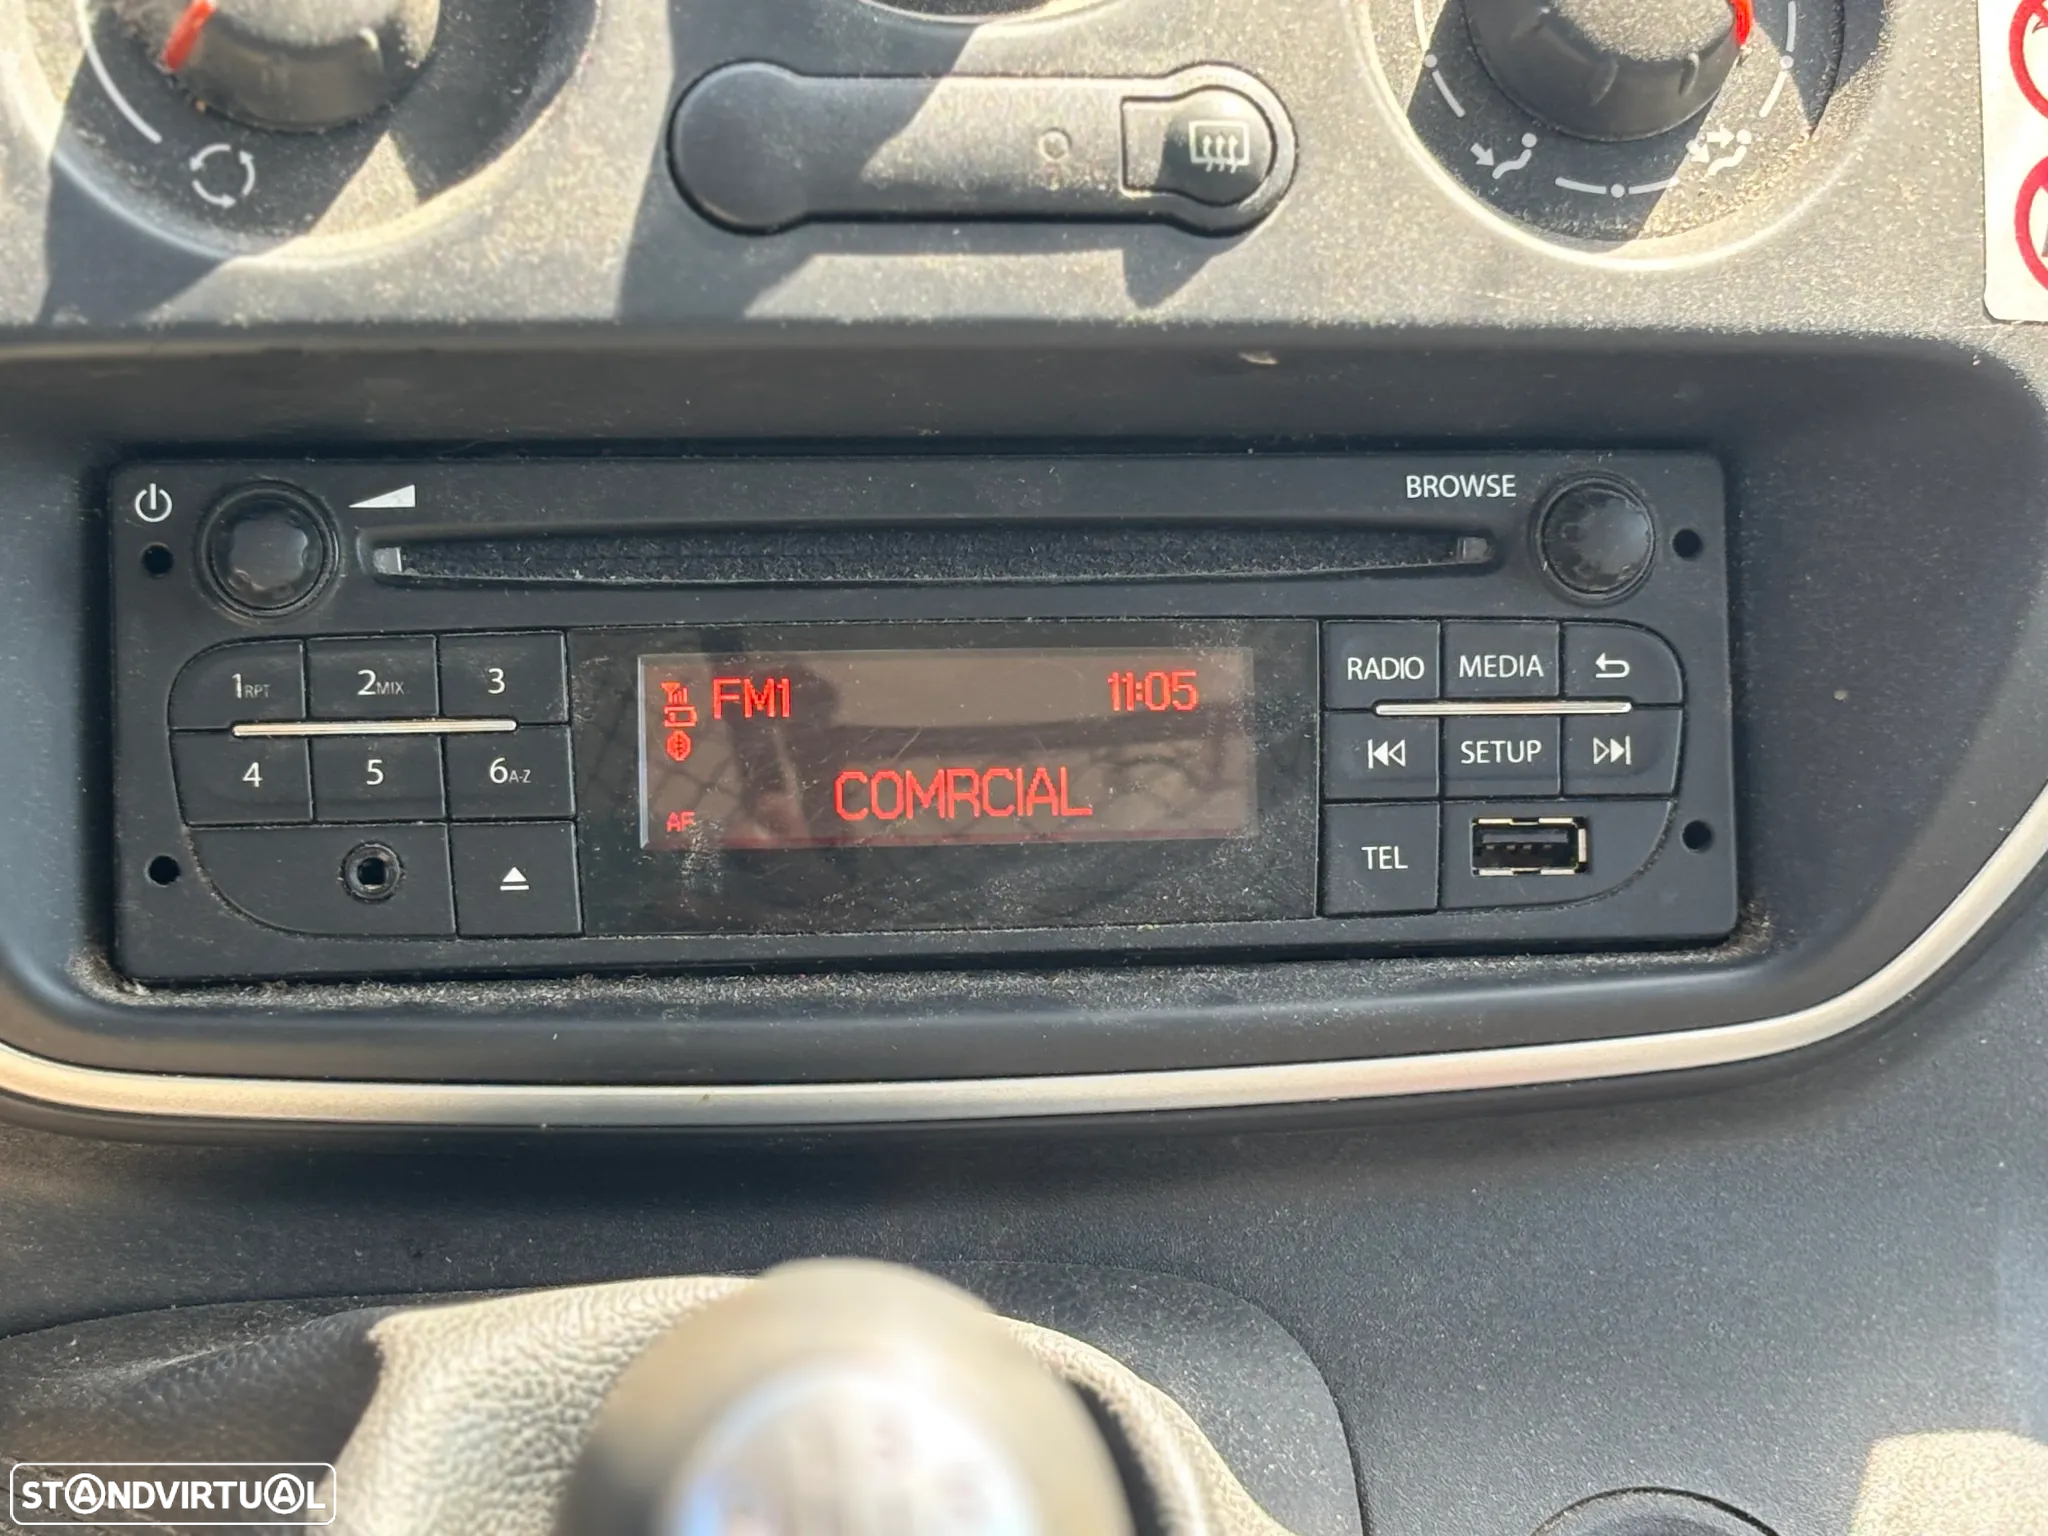 BROWSE
1RPT 2MIX 3
FM1 11:05
RADIO MEDIA
4 5 6A-Z
COMRCIAL
SETUP
AF
TEL
STANDVIRTUAL